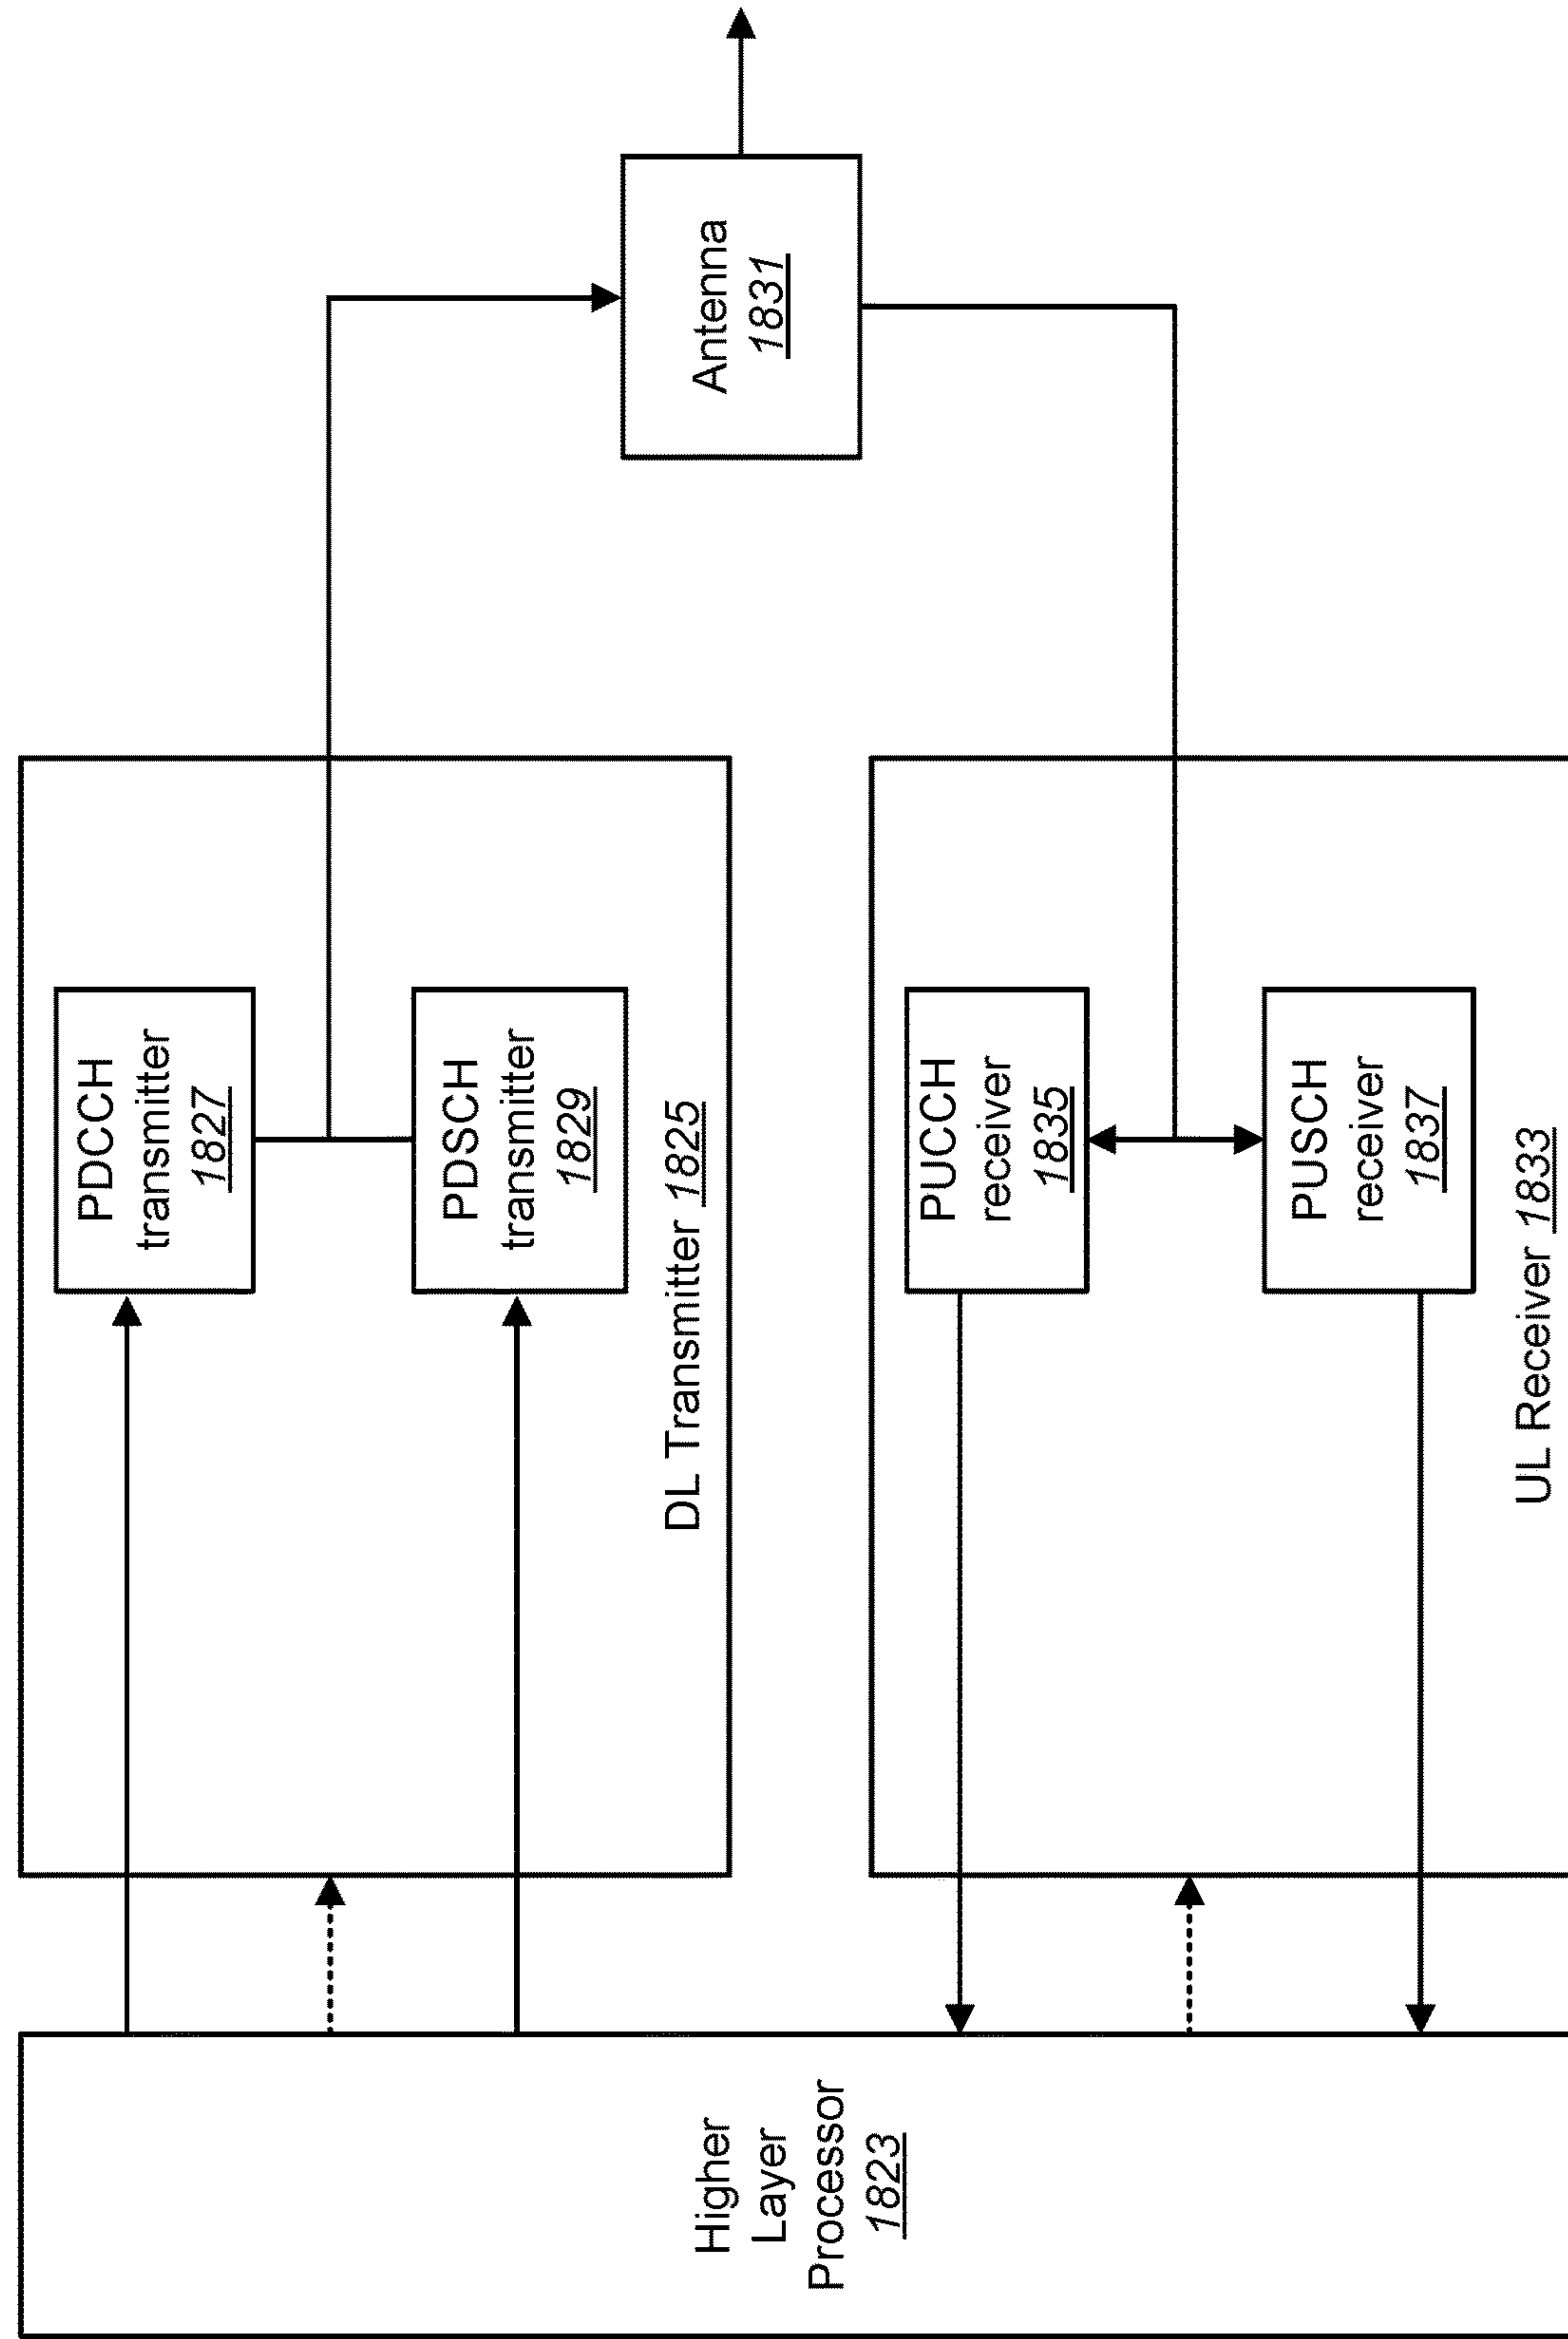 Higher
Layer
Processor
1823
PDCCH
transmitter
1827
PDSCH
transmitter
1829
DL Transmitter 1825
PUCCH
receiver
1835
PUSCH
receiver
1837
UL Receiver 1833
Antenna
1831